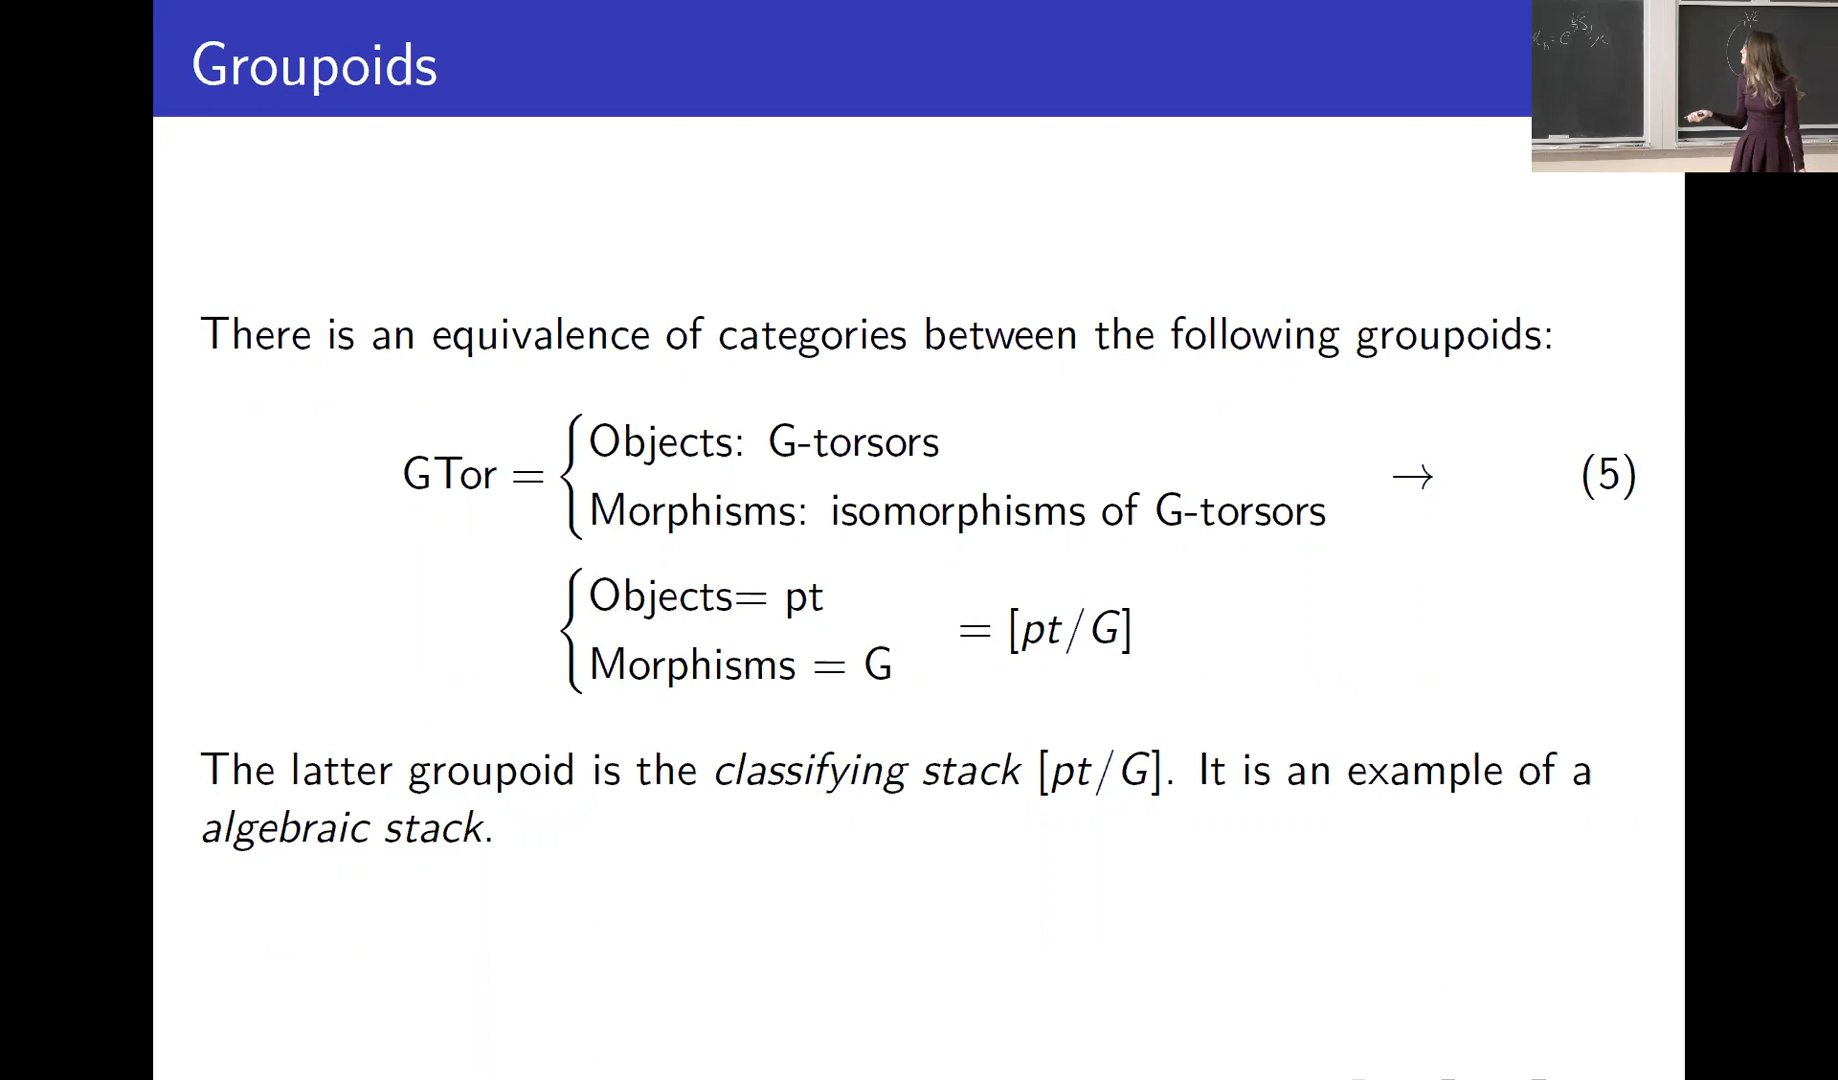 Groupoids
There is an equivalence of categories between the following groupoids:
GTor = { Objects: G-torsors
Morphisms: isomorphisms of G-torsors → (5)
{ Objects= pt
Morphisms = G = [pt/G]
The latter groupoid is the classifying stack [pt/G]. It is an example of a
algebraic stack.